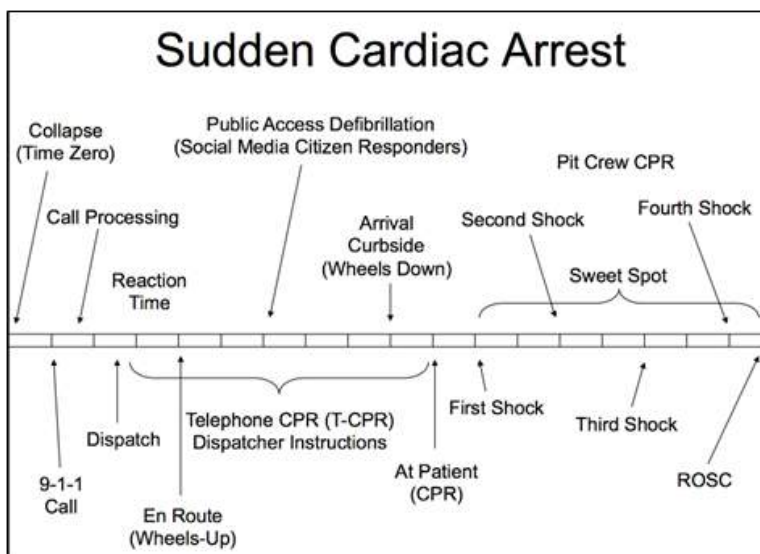 Sudden Cardiac Arrest
Collapse
(Time Zero)
Public Access Defibrillation
(Social Media Citizen Responders)
Pit Crew CPR
Call Processing
Arrival
Curbside
(Wheels Down)
Second Shock
Fourth Shock
Reaction
Time
Sweet Spot
Dispatch
Telephone CPR (T-CPR)
Dispatcher Instructions
First Shock
Third Shock
9-1-1
Call
En Route
(Wheels-Up)
At Patient
(CPR)
ROSC